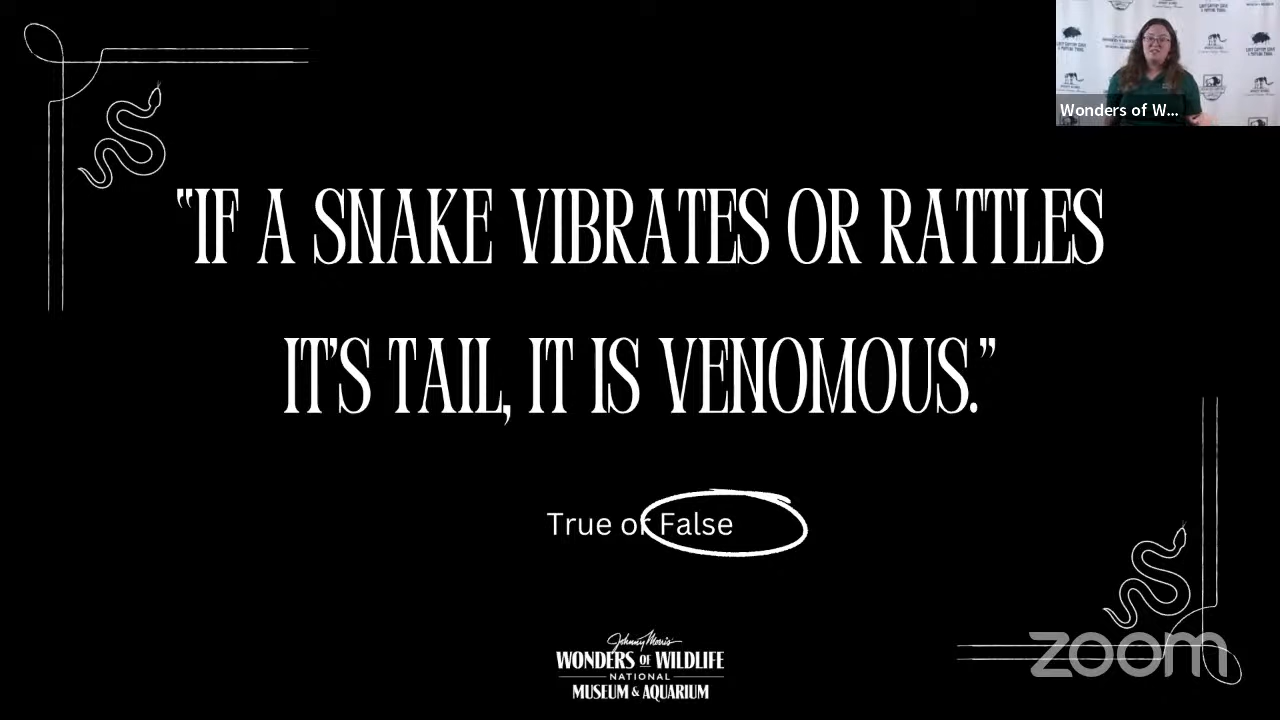 Wonders of W...
"IF A SNAKE VIBRATES OR RATTLES
IT'S TAIL, IT IS VENOMOUS."
True or False
Johnny Morris'
WONDERS OF WILDLIFE
NATIONAL
MUSEUM & AQUARIUM
zoom